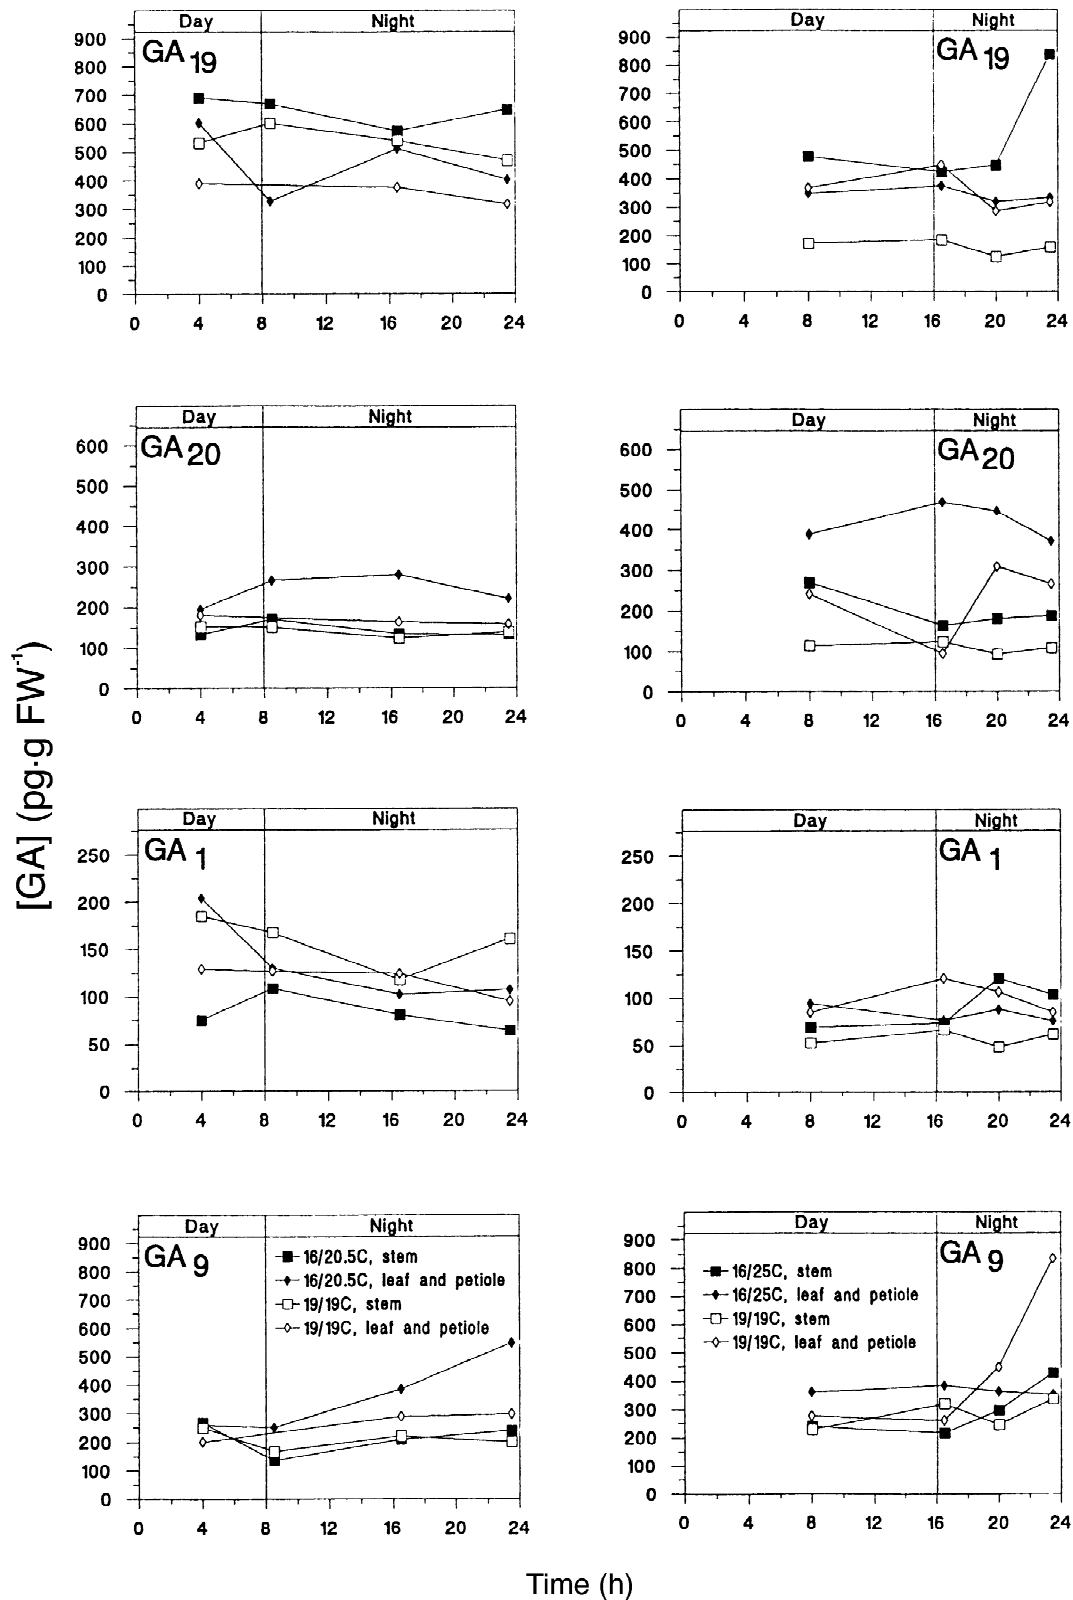 Day Night
GA19
900
800
700
600
500
400
300
200
100
0
0 4 8 12 16 20 24
Day Night
GA19
900
800
700
600
500
400
300
200
100
0
0 4 8 12 16 20 24
Day Night
GA20
600
500
400
300
200
100
0
0 4 8 12 16 20 24
Day Night
GA20
600
500
400
300
200
100
0
0 4 8 12 16 20 24
[GA] (pg·g FW⁻¹)
Day Night
GA1
250
200
150
100
50
0
0 4 8 12 16 20 24
Day Night
GA1
250
200
150
100
50
0
0 4 8 12 16 20 24
Day Night
GA9
16/20.5C, stem
16/20.5C, leaf and petiole
19/19C, stem
19/19C, leaf and petiole
900
800
700
600
500
400
300
200
100
0
0 4 8 12 16 20 24
Day Night
GA9
16/25C, stem
16/25C, leaf and petiole
19/19C, stem
19/19C, leaf and petiole
900
800
700
600
500
400
300
200
100
0
0 4 8 12 16 20 24
Time (h)